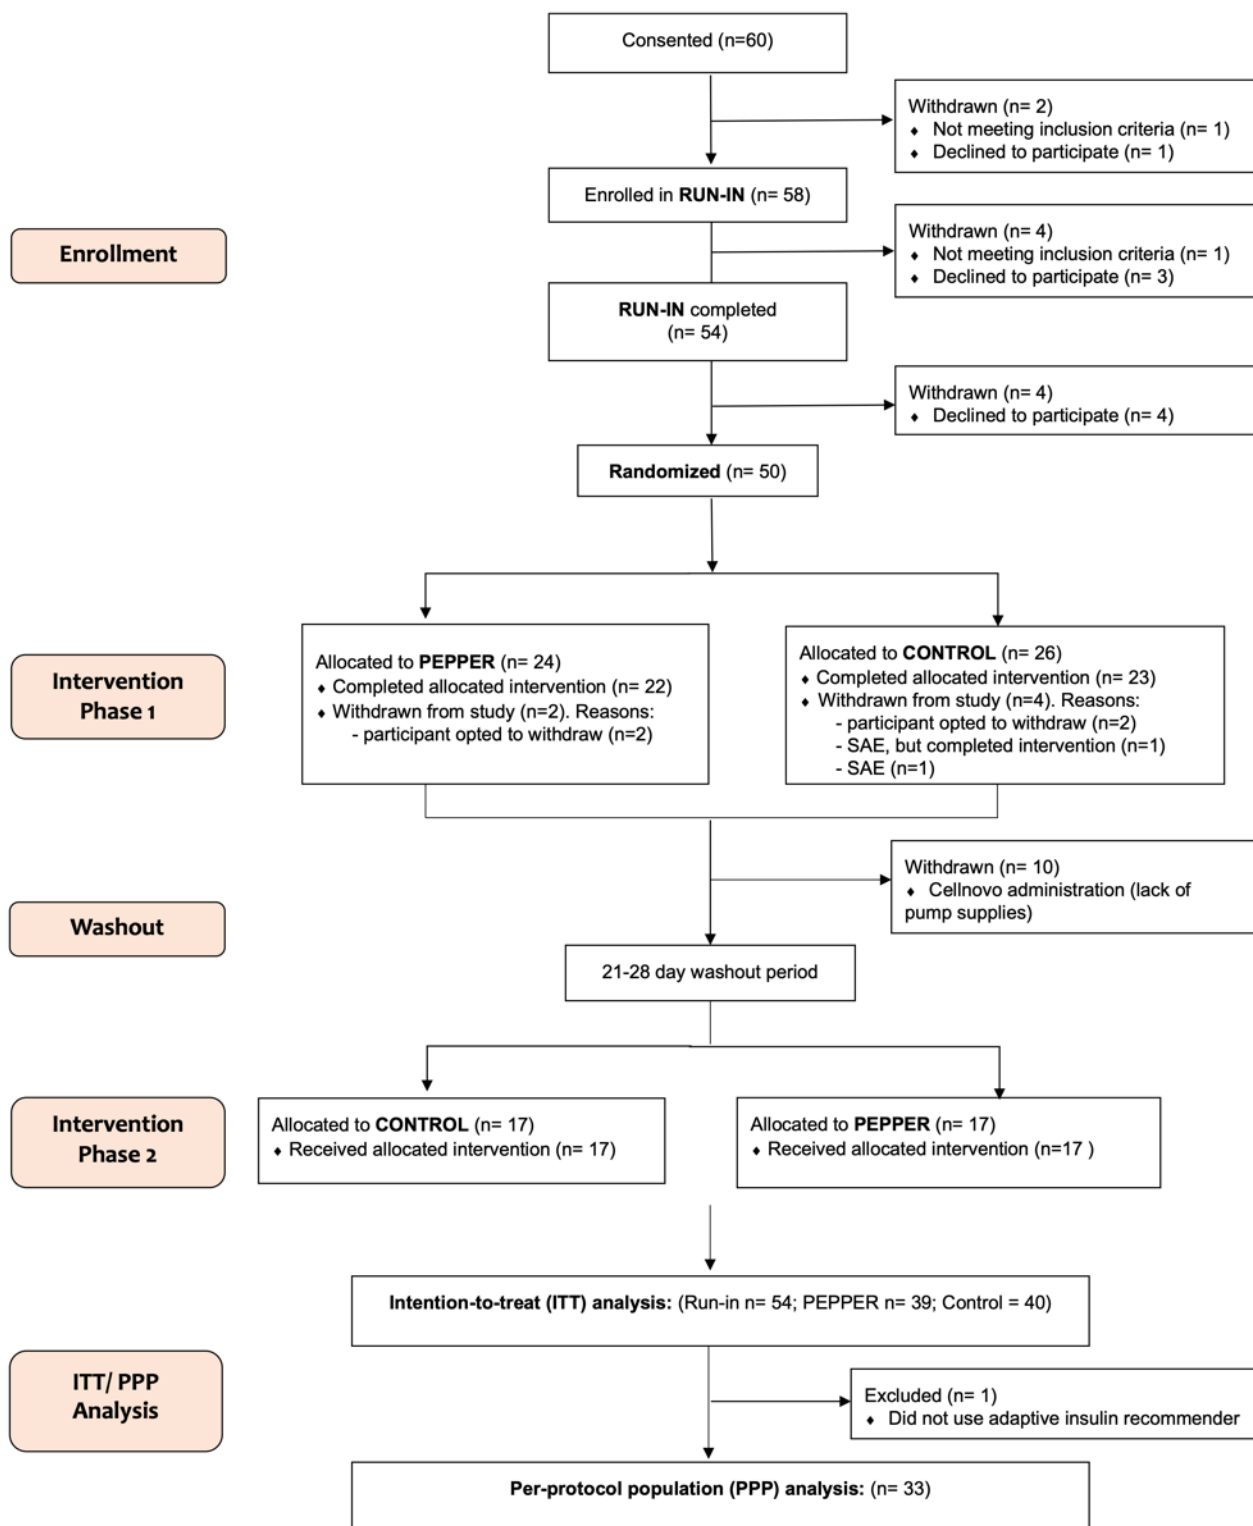 Consented (n=60)
Withdrawn (n= 2)
♦ Not meeting inclusion criteria (n= 1)
♦ Declined to participate (n= 1)
Enrolled in RUN-IN (n= 58)
Enrollment
Withdrawn (n= 4)
♦ Not meeting inclusion criteria (n= 1)
♦ Declined to participate (n= 3)
RUN-IN completed
(n= 54)
Withdrawn (n= 4)
♦ Declined to participate (n= 4)
Randomized (n= 50)
Intervention
Phase 1
Allocated to PEPPER (n= 24)
♦ Completed allocated intervention (n= 22)
♦ Withdrawn from study (n=2). Reasons:
- participant opted to withdraw (n=2)
Allocated to CONTROL (n= 26)
♦ Completed allocated intervention (n= 23)
♦ Withdrawn from study (n=4). Reasons:
- participant opted to withdraw (n=2)
- SAE, but completed intervention (n=1)
- SAE (n=1)
Withdrawn (n= 10)
♦ Cellnovo administration (lack of
pump supplies)
Washout
21-28 day washout period
Intervention
Phase 2
Allocated to CONTROL (n= 17)
♦ Received allocated intervention (n= 17)
Allocated to PEPPER (n= 17)
♦ Received allocated intervention (n=17 )
Intention-to-treat (ITT) analysis: (Run-in n= 54; PEPPER n= 39; Control = 40)
ITT/ PPP
Analysis
Excluded (n= 1)
♦ Did not use adaptive insulin recommender
Per-protocol population (PPP) analysis: (n= 33)